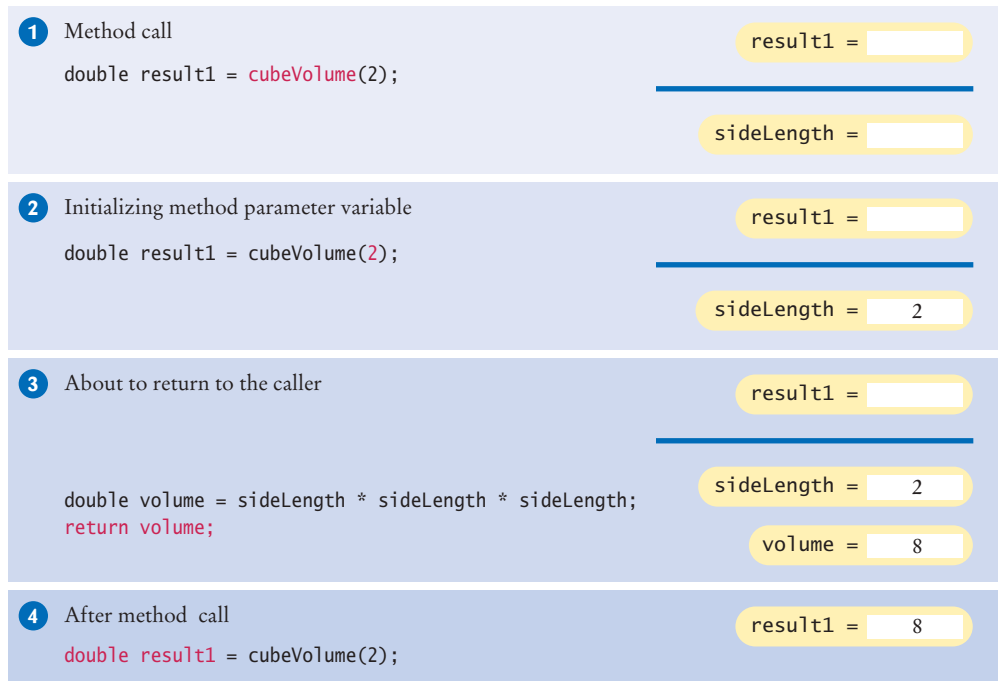 1 Method call
double result1 = cubeVolume(2);
result1 =
sideLength =
2 Initializing method parameter variable
double result1 = cubeVolume(2);
result1 =
sideLength = 2
3 About to return to the caller
double volume = sideLength * sideLength * sideLength;
return volume;
result1 =
sideLength = 2
volume = 8
4 After method call
double result1 = cubeVolume(2);
result1 = 8